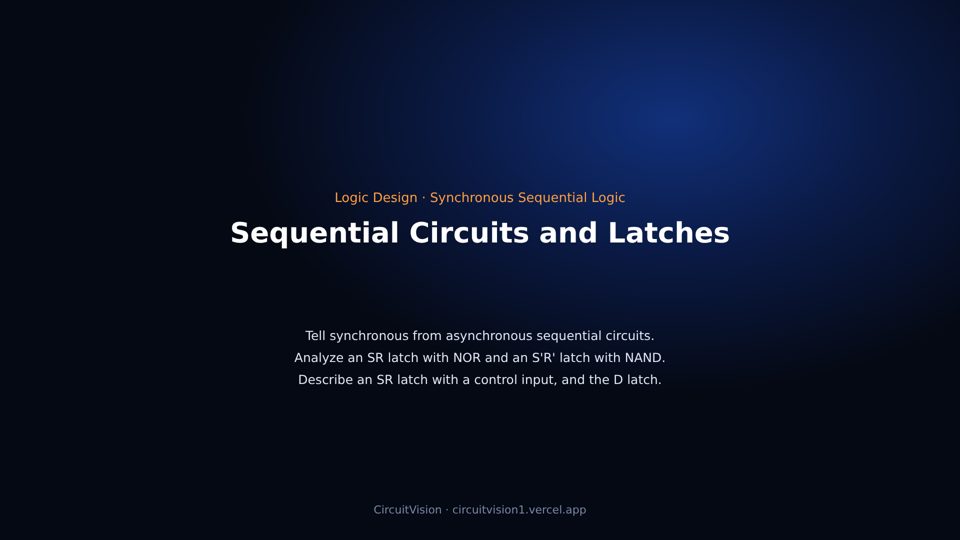 Logic Design · Synchronous Sequential Logic
Sequential Circuits and Latches
Tell synchronous from asynchronous sequential circuits.
Analyze an SR latch with NOR and an S'R' latch with NAND.
Describe an SR latch with a control input, and the D latch.
CircuitVision · circuitvision1.vercel.app